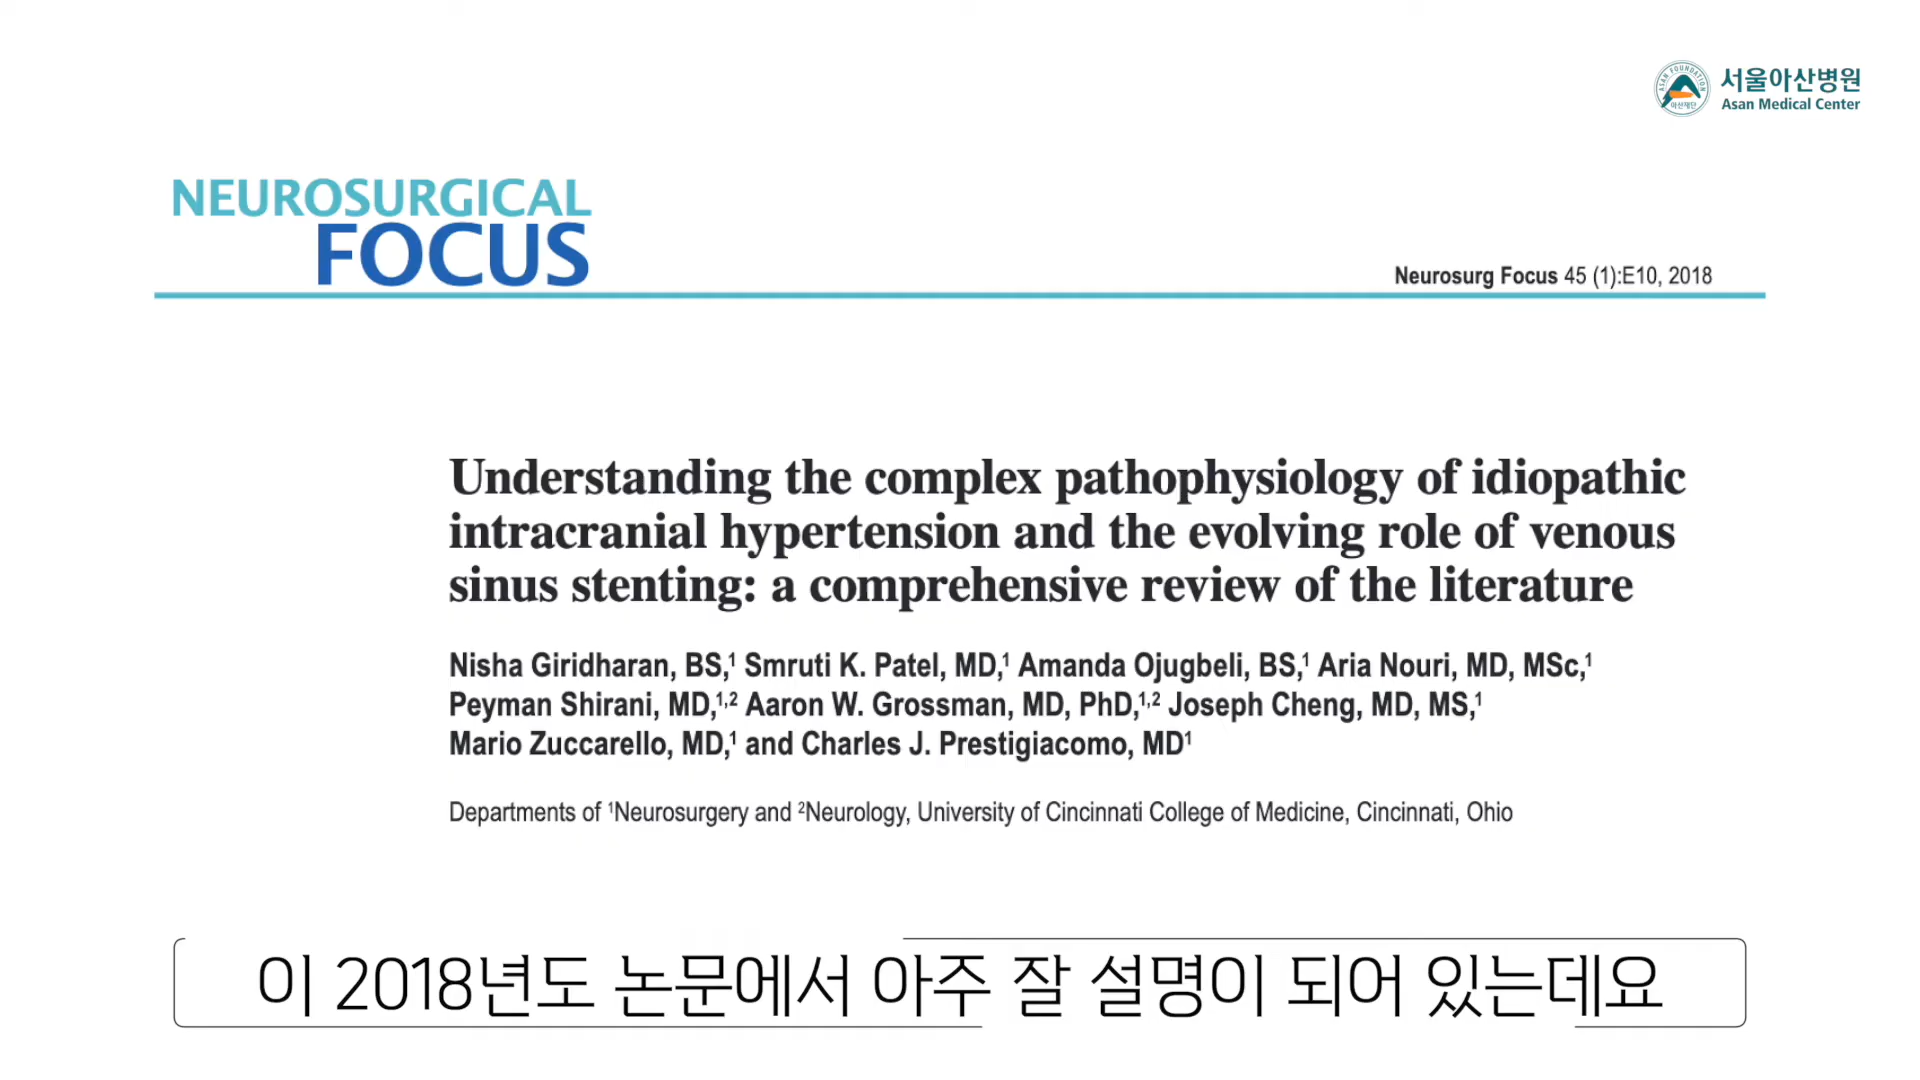 ASAN FOUNDATION
아산재단
서울아산병원
Asan Medical Center
NEUROSURGICAL
FOCUS
Neurosurg Focus 45 (1):E10, 2018
Understanding the complex pathophysiology of idiopathic
intracranial hypertension and the evolving role of venous
sinus stenting: a comprehensive review of the literature
Nisha Giridharan, BS,¹ Smruti K. Patel, MD,¹ Amanda Ojugbeli, BS,¹ Aria Nouri, MD, MSc,¹
Peyman Shirani, MD,¹,² Aaron W. Grossman, MD, PhD,¹,² Joseph Cheng, MD, MS,¹
Mario Zuccarello, MD,¹ and Charles J. Prestigiacomo, MD¹
Departments of ¹Neurosurgery and ²Neurology, University of Cincinnati College of Medicine, Cincinnati, Ohio
이 2018년도 논문에서 아주 잘 설명이 되어 있는데요